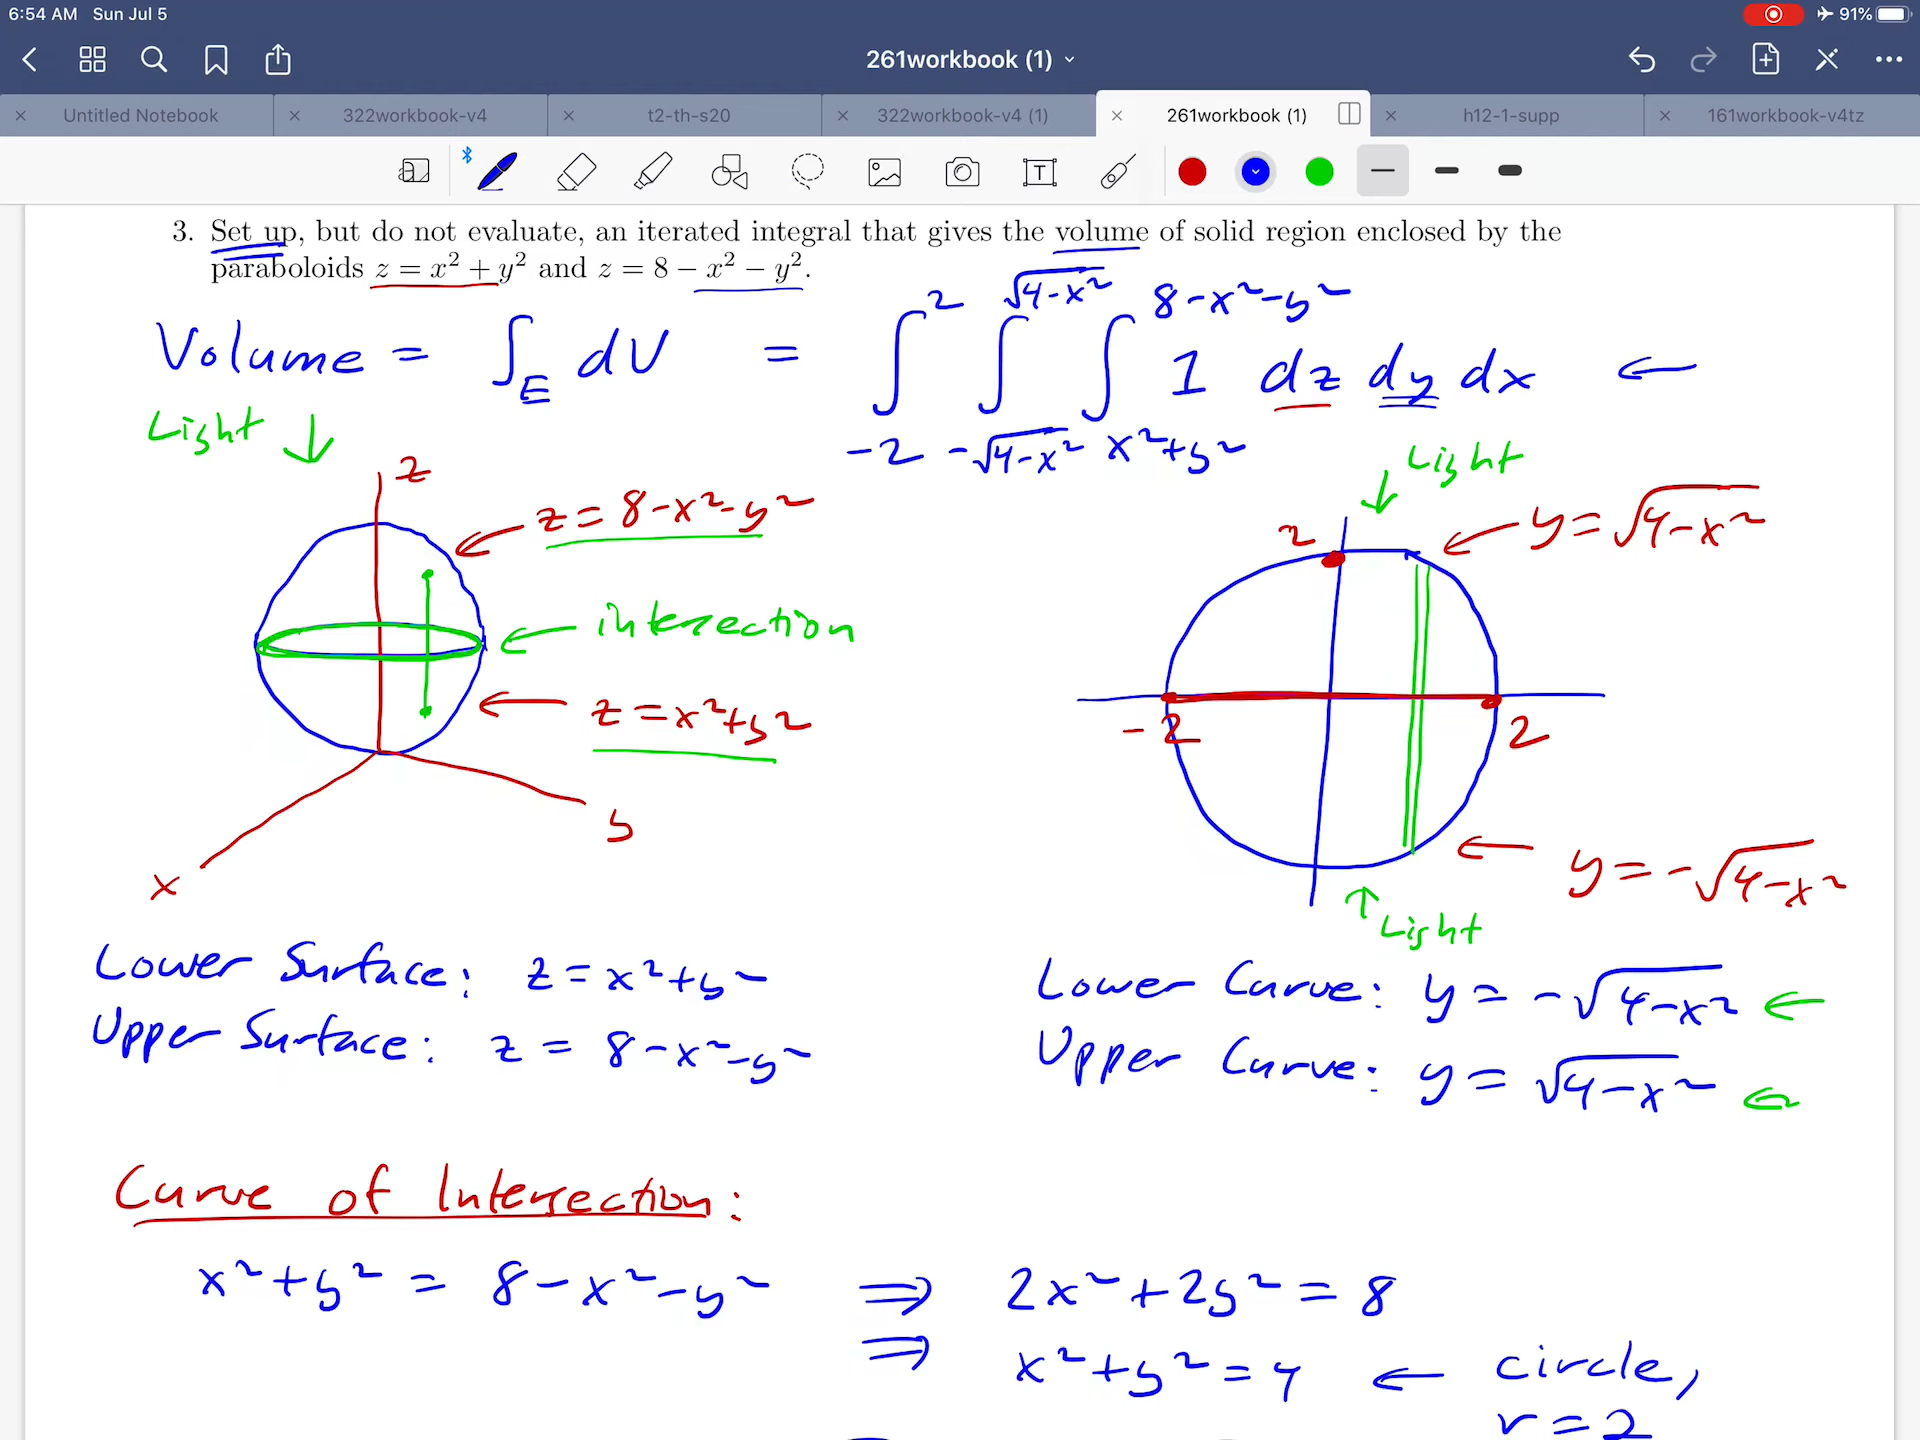 6:54 AM Sun Jul 5
91%
261workbook (1)
Untitled Notebook
322workbook-v4
t2-th-s20
322workbook-v4 (1)
261workbook (1)
h12-1-supp
161workbook-v4tz
3. Set up, but do not evaluate, an iterated integral that gives the volume of solid region enclosed by the
paraboloids z = x² + y² and z = 8 − x² − y².
Volume = ∫_E dV = ∫_{-2}^{2} ∫_{-√(4-x²)}^{√(4-x²)} ∫_{x²+y²}^{8-x²-y²} 1 dz dy dx ←
Light ↓
z
z = 8-x²-y²
intersection
z = x²+y²
y
x
Light
2
y = √(4-x²)
-2
2
y = -√(4-x²)
Light
Lower Surface: z = x²+y²
Upper Surface: z = 8-x²-y²
Lower Curve: y = -√(4-x²) ←
Upper Curve: y = √(4-x²) ←
Curve of Intersection:
x²+y² = 8-x²-y² ⇒ 2x²+2y² = 8
⇒ x²+y² = 4 ← circle,
r = 2